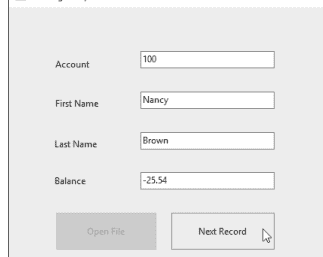 Account 100
First Name Nancy
Last Name Brown
Balance -25.54
Open File Next Record